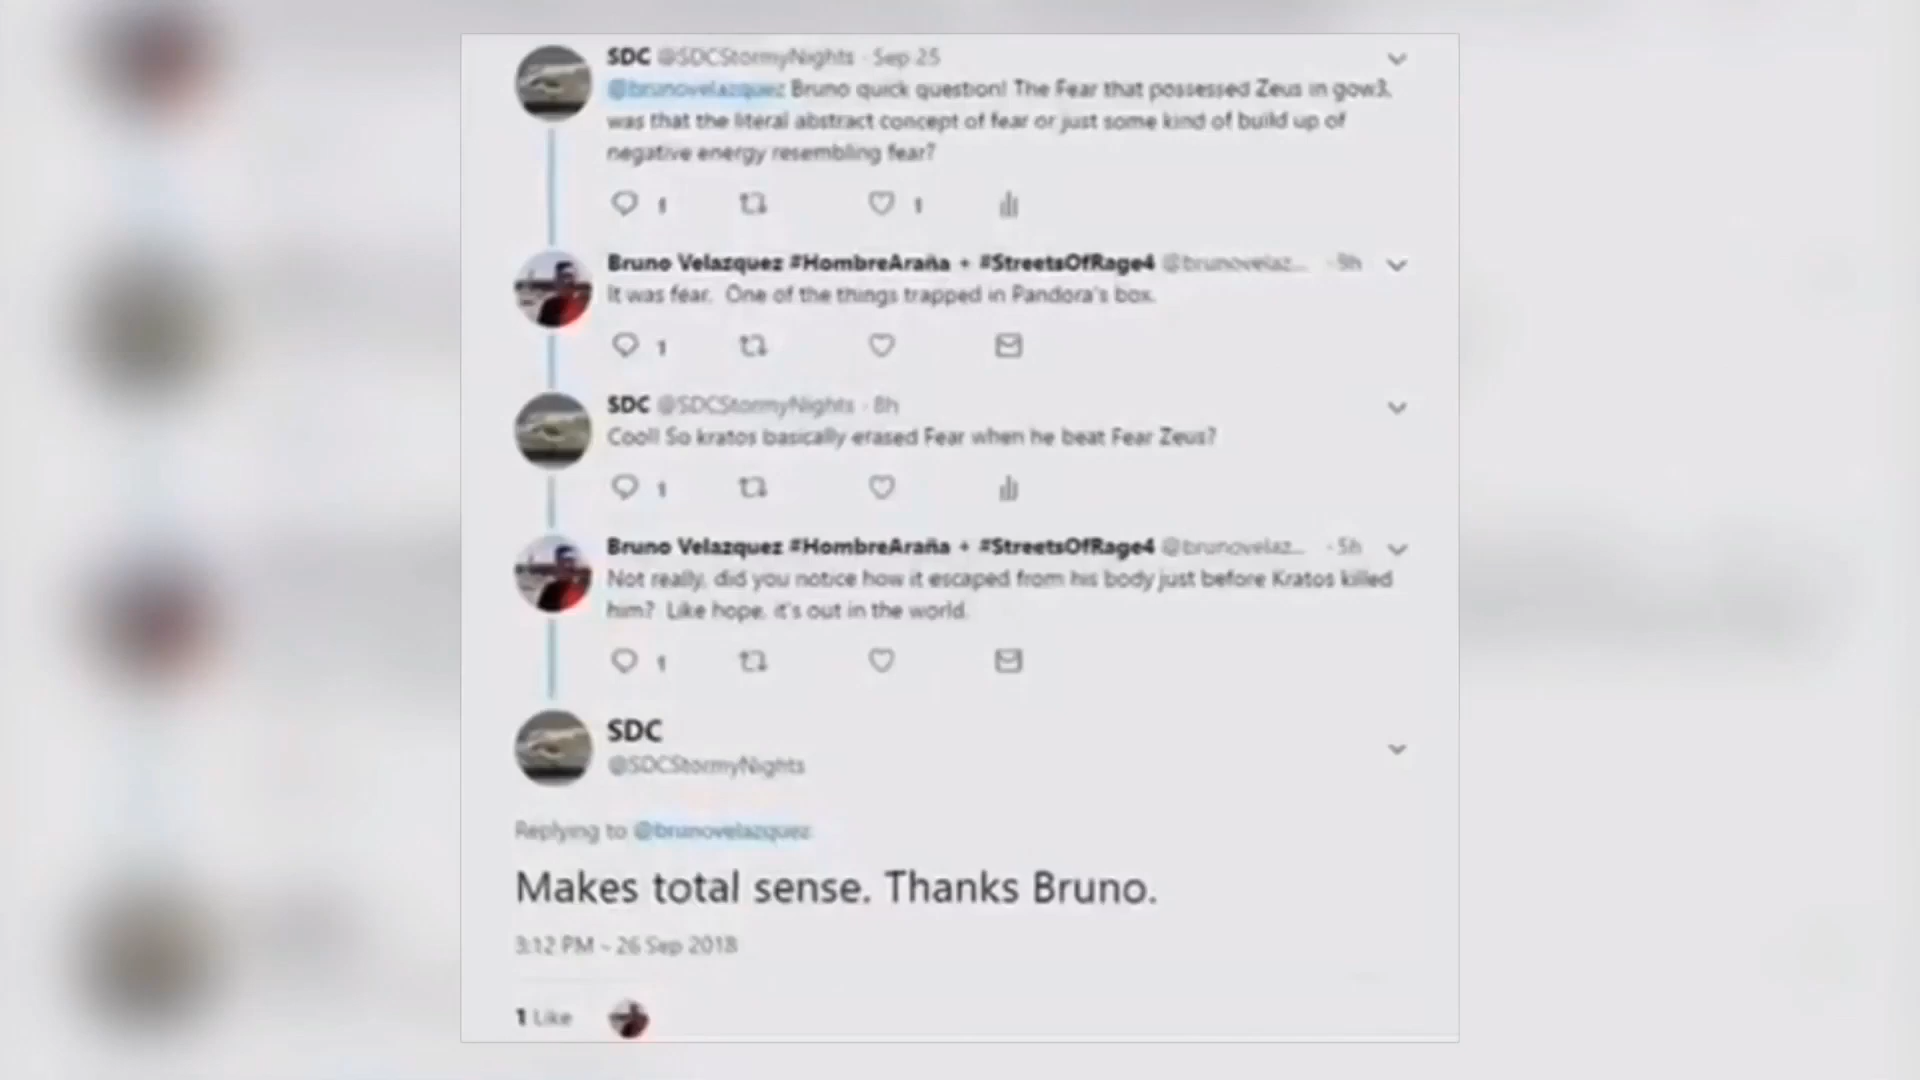 SDC @SDCStormyNights · Sep 25
@brunovelazquez Bruno quick question! The Fear that possessed Zeus in gow3,
was that the literal abstract concept of fear or just some kind of build up of
negative energy resembling fear?
1 1
Bruno Velazquez #HombreAraña + #StreetsOfRage4 @brunovelaz... · 9h
It was fear. One of the things trapped in Pandora's box.
1
SDC @SDCStormyNights · 8h
Cool! So kratos basically erased Fear when he beat Fear Zeus?
1
Bruno Velazquez #HombreAraña + #StreetsOfRage4 @brunovelaz... · 5h
Not really, did you notice how it escaped from his body just before Kratos killed
him? Like hope, it's out in the world.
1
SDC
@SDCStormyNights
Replying to @brunovelazquez
Makes total sense. Thanks Bruno.
3:12 PM - 26 Sep 2018
1 Like